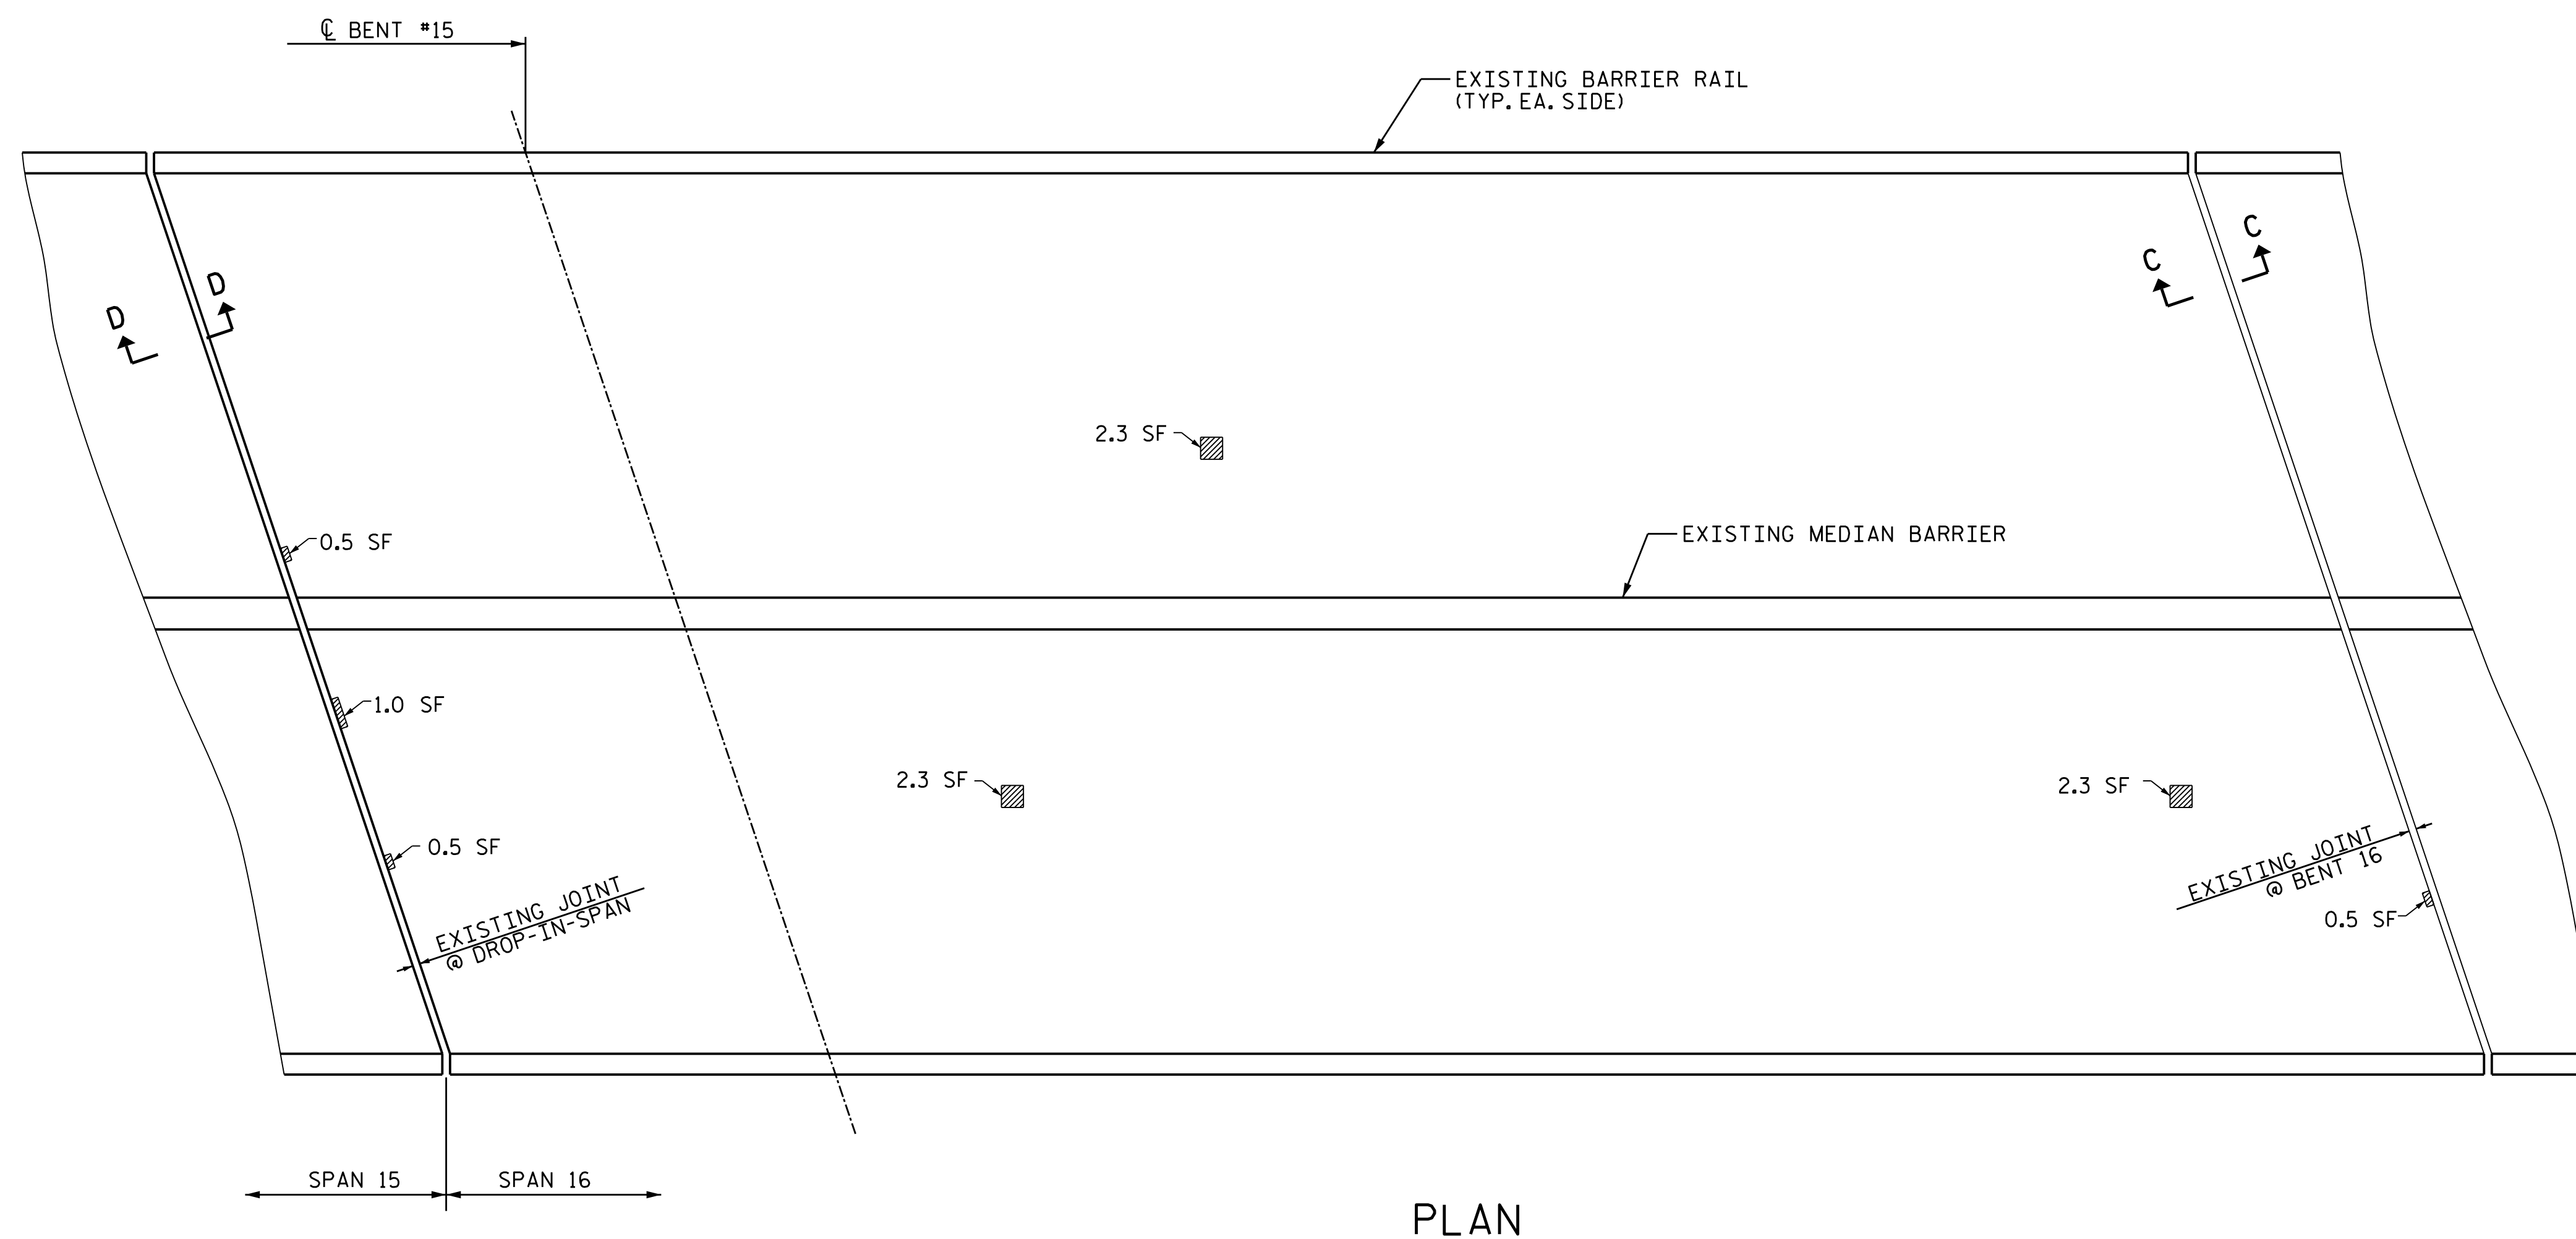 ℄ BENT #15
EXISTING BARRIER RAIL
(TYP. EA. SIDE)
C
C
D
D
2.3 SF
EXISTING MEDIAN BARRIER
0.5 SF
1.0 SF
2.3 SF
2.3 SF
0.5 SF
EXISTING JOINT
@ BENT 16
EXISTING JOINT
@ DROP-IN-SPAN
0.5 SF
SPAN 15
SPAN 16
PLAN